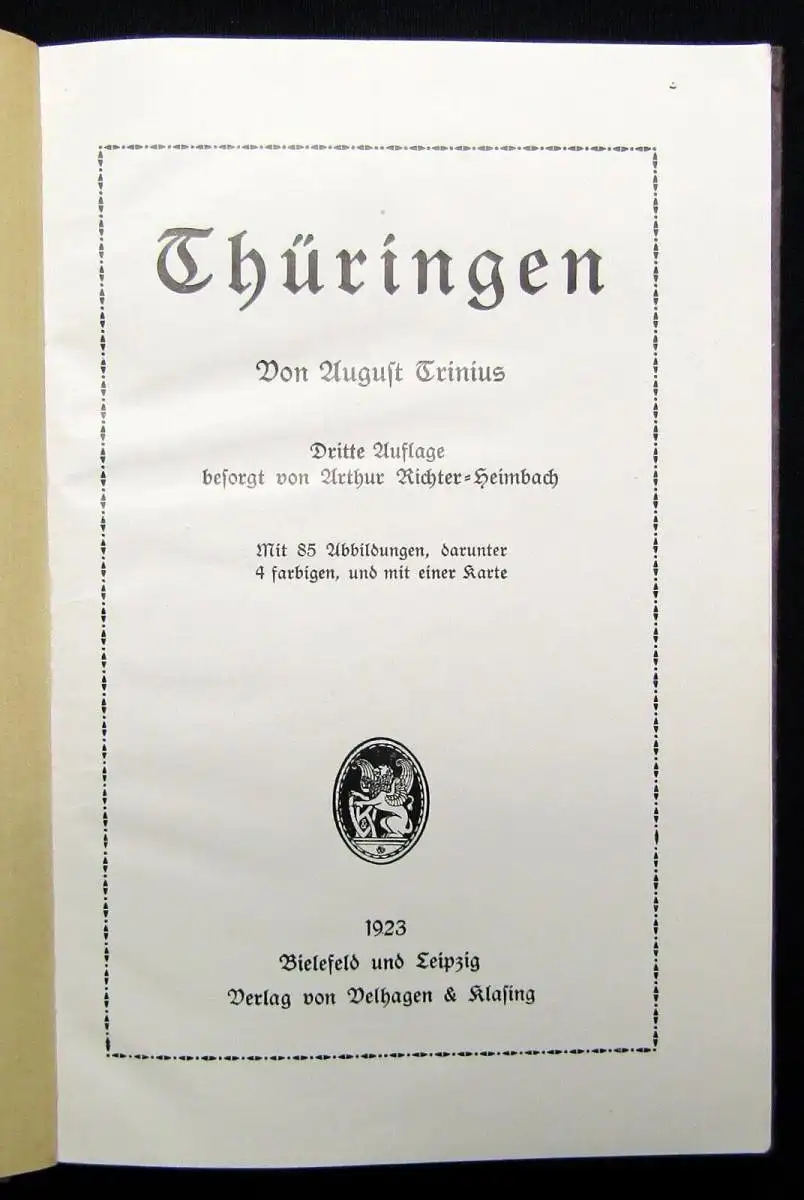 Thüringen
Von Auguſt Trinius
Dritte Auflage
beſorgt von Arthur Richter-Heimbach
Mit 85 Abbildungen, darunter
4 farbigen, und mit einer Karte
1923
Bielefeld und Leipzig
Verlag von Velhagen & Klaſing